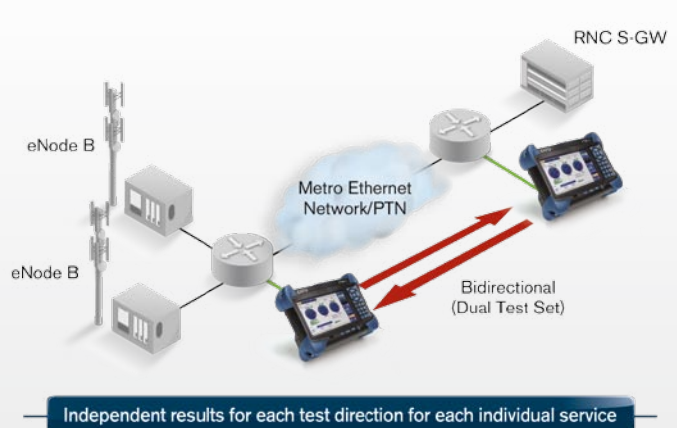 RNC S-GW
eNode B
Metro Ethernet
Network/PTN
eNode B
Bidirectional
(Dual Test Set)
Independent results for each test direction for each individual service